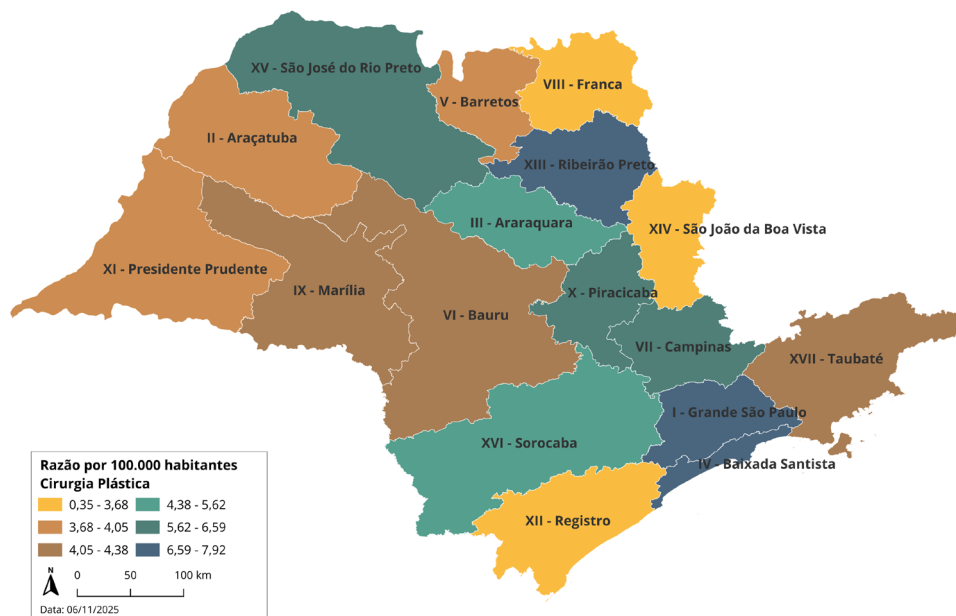 XV - São José do Rio Preto
VIII - Franca
V - Barretos
II - Araçatuba
XIII - Ribeirão Preto
III - Araraquara
XIV - São João da Boa Vista
XI - Presidente Prudente
IX - Marília
X - Piracicaba
VI - Bauru
VII - Campinas
XVII - Taubaté
I - Grande São Paulo
XVI - Sorocaba
IV - Baixada Santista
XII - Registro
Razão por 100.000 habitantes
Cirurgia Plástica
0,35 - 3,68
4,38 - 5,62
3,68 - 4,05
5,62 - 6,59
4,05 - 4,38
6,59 - 7,92
N
0 50 100 km
Data: 06/11/2025